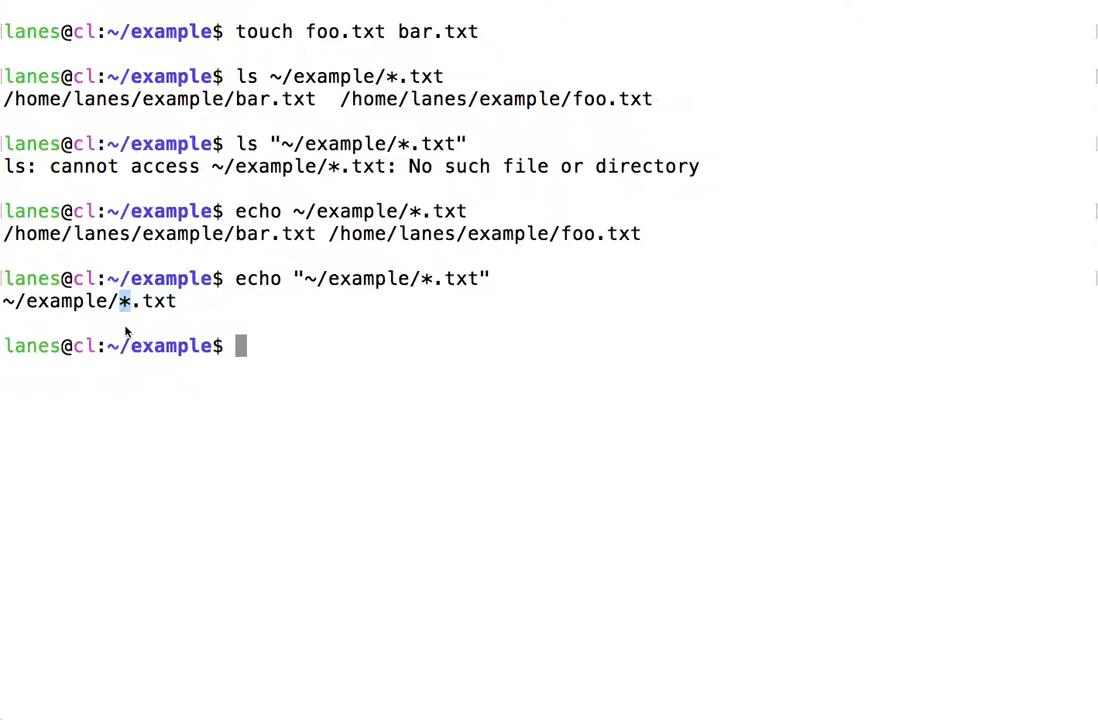 lanes@cl:~/example$ touch foo.txt bar.txt
lanes@cl:~/example$ ls ~/example/*.txt
/home/lanes/example/bar.txt  /home/lanes/example/foo.txt
lanes@cl:~/example$ ls "~/example/*.txt"
ls: cannot access ~/example/*.txt: No such file or directory
lanes@cl:~/example$ echo ~/example/*.txt
/home/lanes/example/bar.txt /home/lanes/example/foo.txt
lanes@cl:~/example$ echo "~/example/*.txt"
~/example/*.txt
lanes@cl:~/example$